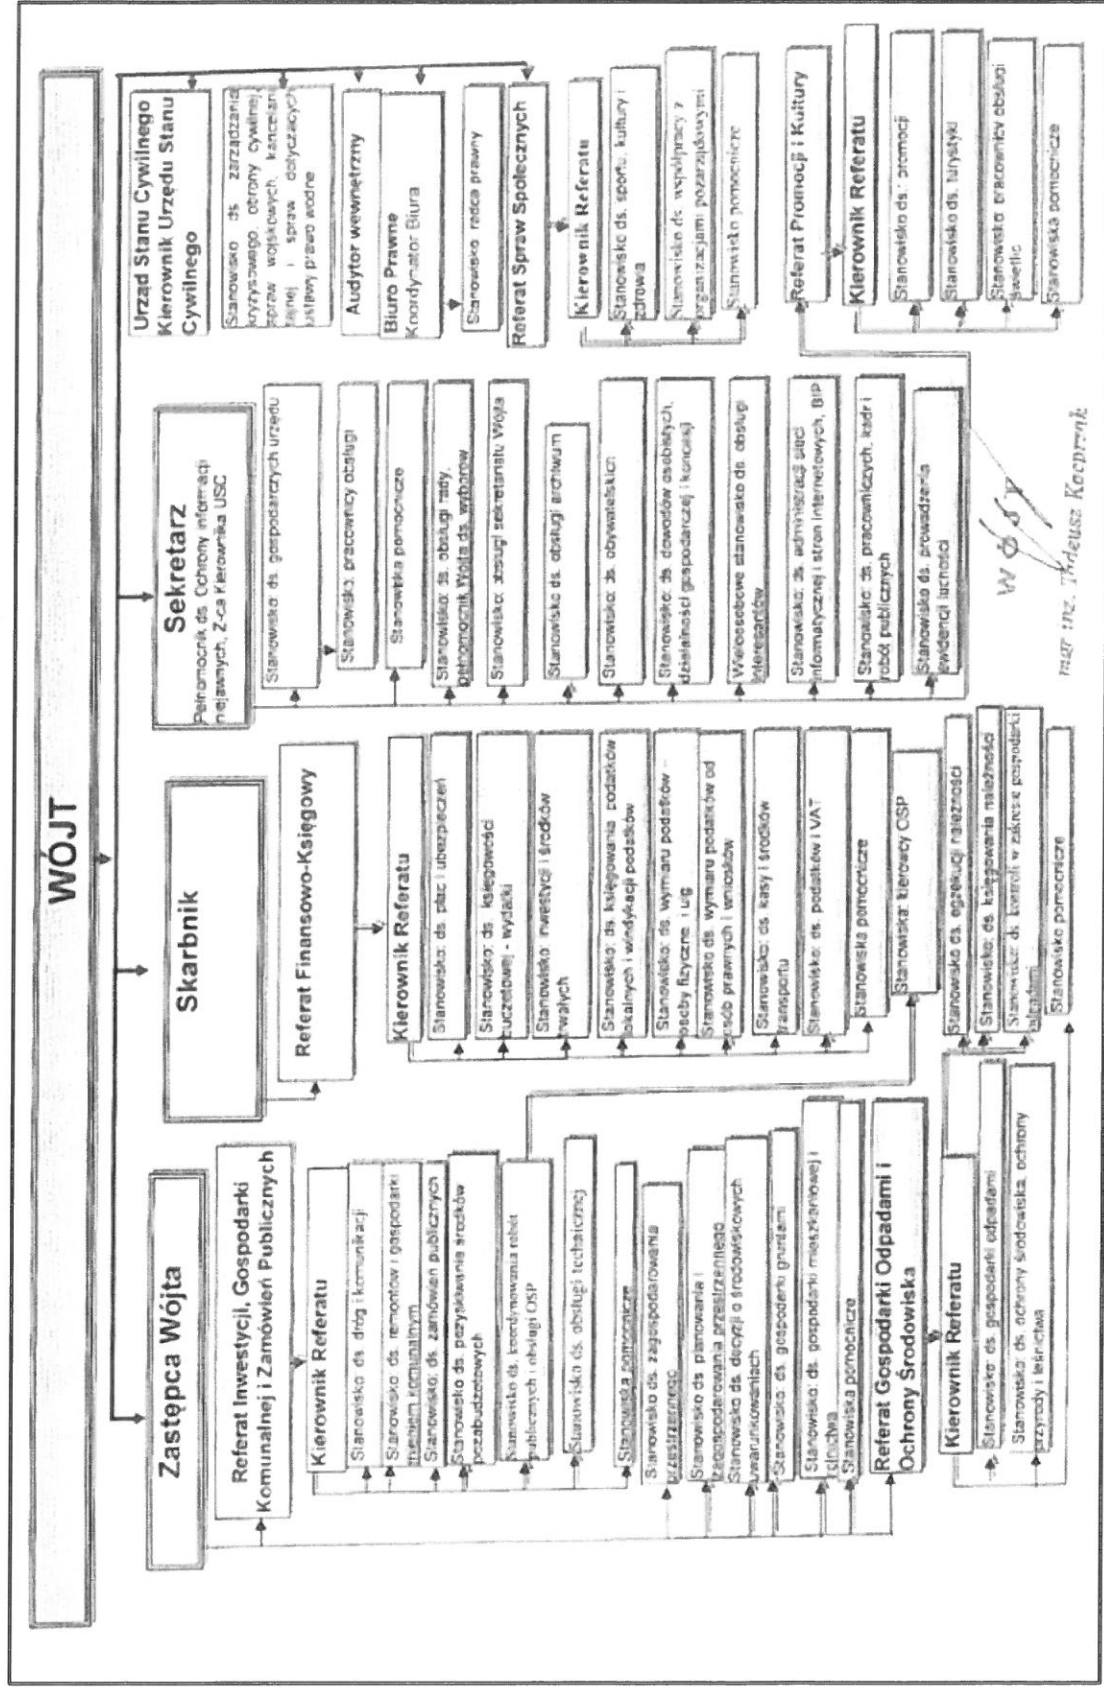 WÓJT
Zastępca Wójta
Referat Inwestycji, Gospodarki
Komunalnej i Zamówień Publicznych
Kierownik Referatu
Stanowisko ds dróg i komunikacji
Stanowisko ds. remontów i gospodarki
mieniem komunalnym
Stanowisko: ds. zamówień publicznych
Stanowisko ds. pozyskiwania środków
pozabudżetowych
Stanowisko ds. koordynowania robót
publicznych i obsługi OSP
Stanowiska ds. obsługi technicznej
Stanowiska pomocnicze
Stanowisko ds. zagospodarowania
przestrzennego
Stanowisko ds planowania i
zagospodarowania przestrzennego
Stanowisko ds. decyzji o środowiskowych
uwarunkowaniach
Stanowisko: ds. gospodarki gruntami
Stanowisko: ds. gospodarki mieszkaniowej i
rolnictwa
Stanowiska pomocnicze
Referat Gospodarki Odpadami i
Ochrony Środowiska
Kierownik Referatu
Stanowisko: ds. gospodarki odpadami
Stanowisko: ds. ochrony środowiska, ochrony
przyrody i leśnictwa
Skarbnik
Referat Finansowo-Księgowy
Kierownik Referatu
Stanowisko: ds. płac i ubezpieczeń
Stanowisko: ds. księgowości
budżetowej - wydatki
Stanowisko: inwestycji i środków
trwałych
Stanowisko: ds. księgowania podatków
lokalnych i windykacji podatków
Stanowisko: ds. wymiaru podatków –
osoby fizyczne i ulg
Stanowisko ds. wymiaru podatków od
osób prawnych i wniosków
Stanowisko: ds. kasy i środków
transportu
Stanowisko: ds. podatków i VAT
Stanowiska pomocnicze
Stanowiska: kierowcy OSP
Stanowisko ds. egzekucji należności
Stanowisko: ds. księgowania należności
Stanowisko: ds. kontroli w zakresie gospodarki
odpadami
Stanowisko pomocnicze
Sekretarz
Pełnomocnik ds. Ochrony informacji
niejawnych, Z-ca Kierownika USC
Stanowisko: ds. gospodarczych urzędu
Stanowisko: pracownicy obsługi
Stanowiska pomocnicze
Stanowisko: ds. obsługi rady,
pełnomocnik Wójta ds. wyborów
Stanowisko: obsługi sekretariatu Wójta
Stanowisko ds. obsługi archiwum
Stanowisko: ds. obywatelskich
Stanowisko: ds. dowodów osobistych,
działalności gospodarczej i koncesji
Wieloosobowe stanowisko ds. obsługi
interesantów
Stanowisko: ds administracji sieci
informatycznej i stron internetowych, BIP
Stanowisko: ds. pracowniczych, kadr i
robót publicznych
Stanowisko ds. prowadzenia
ewidencji ludności
Urząd Stanu Cywilnego
Kierownik Urzędu Stanu
Cywilnego
Stanowisko ds zarządzania
kryzysowego, obrony cywilnej,
spraw wojskowych, kancelarii
tajnej i spraw dotyczących
ustawy prawo wodne
Audytor wewnętrzny
Biuro Prawne
Koordynator Biura
Stanowisko radca prawny
Referat Spraw Społecznych
Kierownik Referatu
Stanowisko ds. sportu, kultury i
zdrowia
Stanowisko ds. współpracy z
organizacjami pozarządowymi
Stanowisko pomocnicze
Referat Promocji i Kultury
Kierownik Referatu
Stanowisko ds.: promocji
Stanowisko ds. turystyki
Stanowisko pracownicy obsługi
świetlic
Stanowiska pomocnicze
WÓJT
mgr inż. Tadeusz Kacprzak